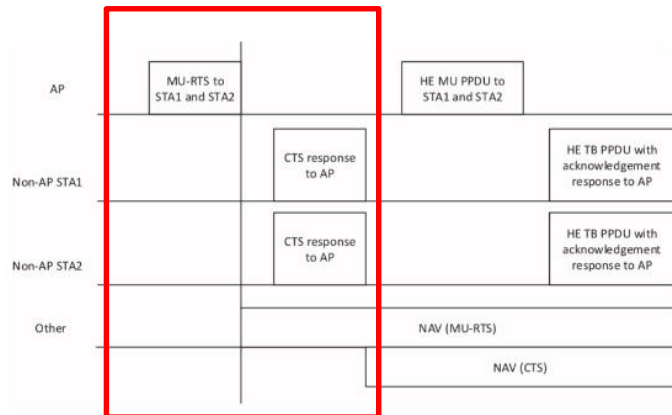 AP
MU-RTS to
STA1 and STA2
HE MU PPDU to
STA1 and STA2
Non-AP STA1
CTS response
to AP
HE TB PPDU with
acknowledgement
response to AP
Non-AP STA2
CTS response
to AP
HE TB PPDU with
acknowledgement
response to AP
Other
NAV (MU-RTS)
NAV (CTS)